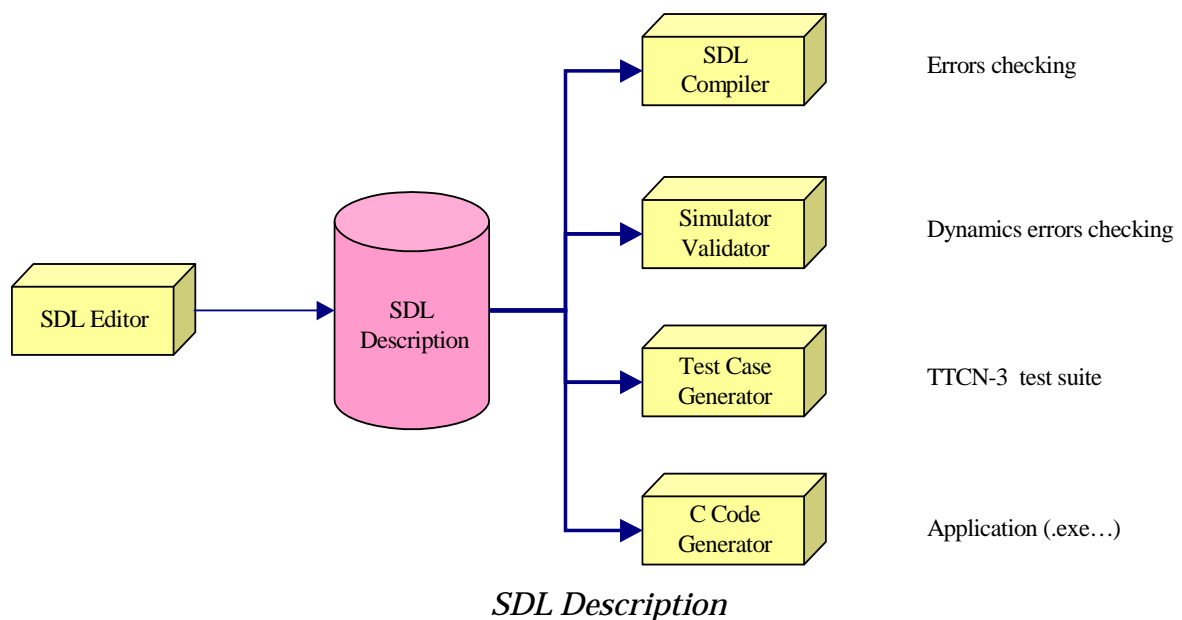 SDL
Compiler
Errors checking
Simulator
Validator
Dynamics errors checking
SDL Editor
SDL
Description
Test Case
Generator
TTCN-3 test suite
C Code
Generator
Application (.exe…)
SDL Description